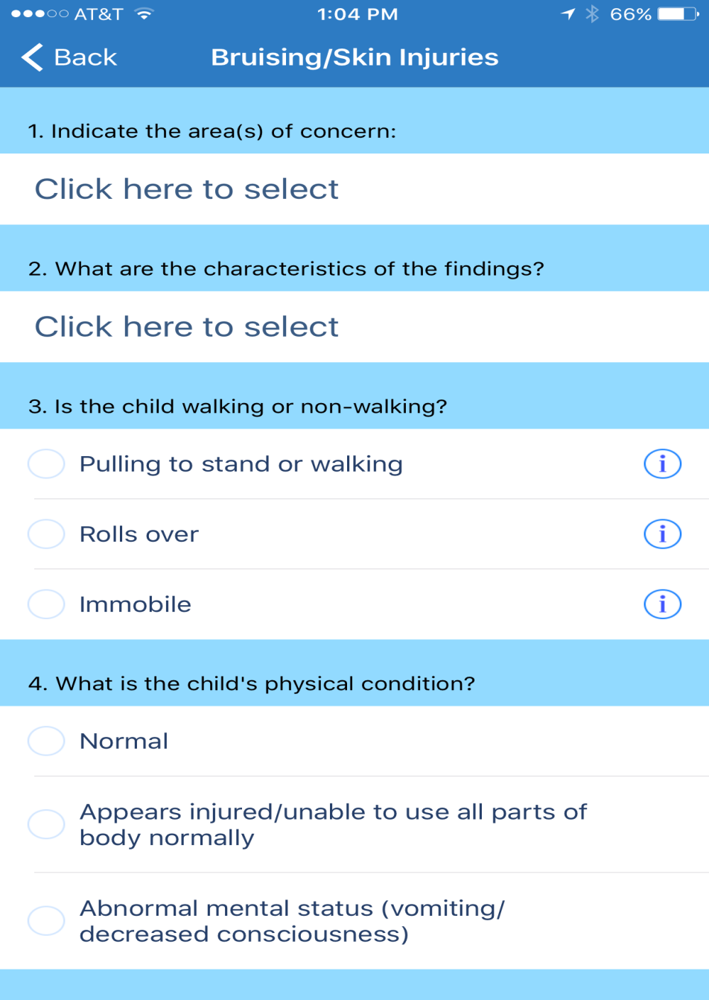 AT&T 1:04 PM 66%
Back Bruising/Skin Injuries
1. Indicate the area(s) of concern:
Click here to select
2. What are the characteristics of the findings?
Click here to select
3. Is the child walking or non-walking?
Pulling to stand or walking i
Rolls over i
Immobile i
4. What is the child's physical condition?
Normal
Appears injured/unable to use all parts of
body normally
Abnormal mental status (vomiting/
decreased consciousness)